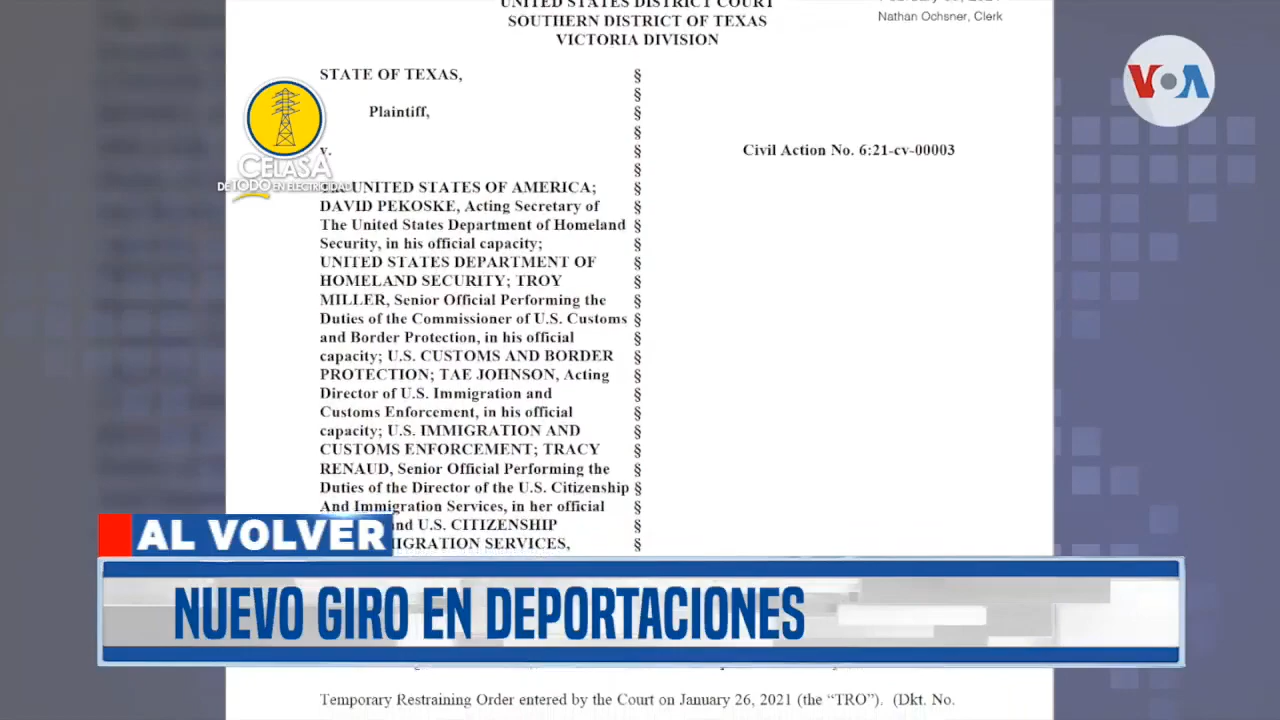 UNITED STATES DISTRICT COURT
SOUTHERN DISTRICT OF TEXAS
VICTORIA DIVISION
Nathan Ochsner, Clerk
VOA
STATE OF TEXAS, §
§
Plaintiff, §
§
v. § Civil Action No. 6:21-cv-00003
§
CELASA
DE TODO EN ELECTRICIDAD
UNITED STATES OF AMERICA; §
DAVID PEKOSKE, Acting Secretary of §
The United States Department of Homeland §
Security, in his official capacity; §
UNITED STATES DEPARTMENT OF §
HOMELAND SECURITY; TROY §
MILLER, Senior Official Performing the §
Duties of the Commissioner of U.S. Customs §
and Border Protection, in his official §
capacity; U.S. CUSTOMS AND BORDER §
PROTECTION; TAE JOHNSON, Acting §
Director of U.S. Immigration and §
Customs Enforcement, in his official §
capacity; U.S. IMMIGRATION AND §
CUSTOMS ENFORCEMENT; TRACY §
RENAUD, Senior Official Performing the §
Duties of the Director of the U.S. Citizenship §
And Immigration Services, in her official §
and U.S. CITIZENSHIP §
IGRATION SERVICES, §
AL VOLVER
NUEVO GIRO EN DEPORTACIONES
Temporary Restraining Order entered by the Court on January 26, 2021 (the “TRO”). (Dkt. No.